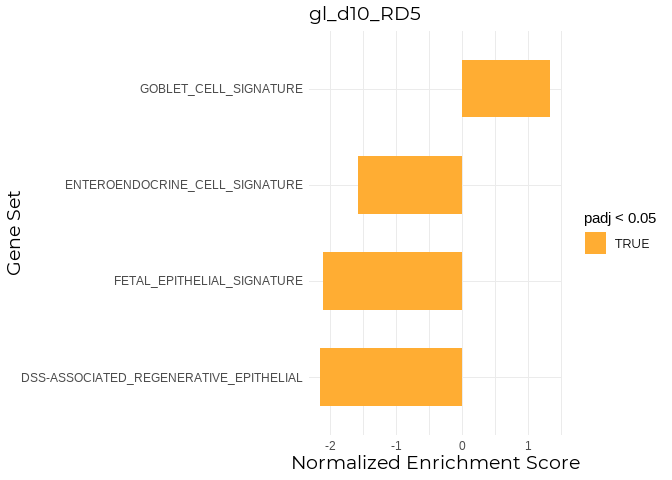 gl_d10_RD5
GOBLET_CELL_SIGNATURE
ENTEROENDOCRINE_CELL_SIGNATURE
FETAL_EPITHELIAL_SIGNATURE
DSS-ASSOCIATED_REGENERATIVE_EPITHELIAL
Gene Set
-2 -1 0 1
Normalized Enrichment Score
padj < 0.05
TRUE